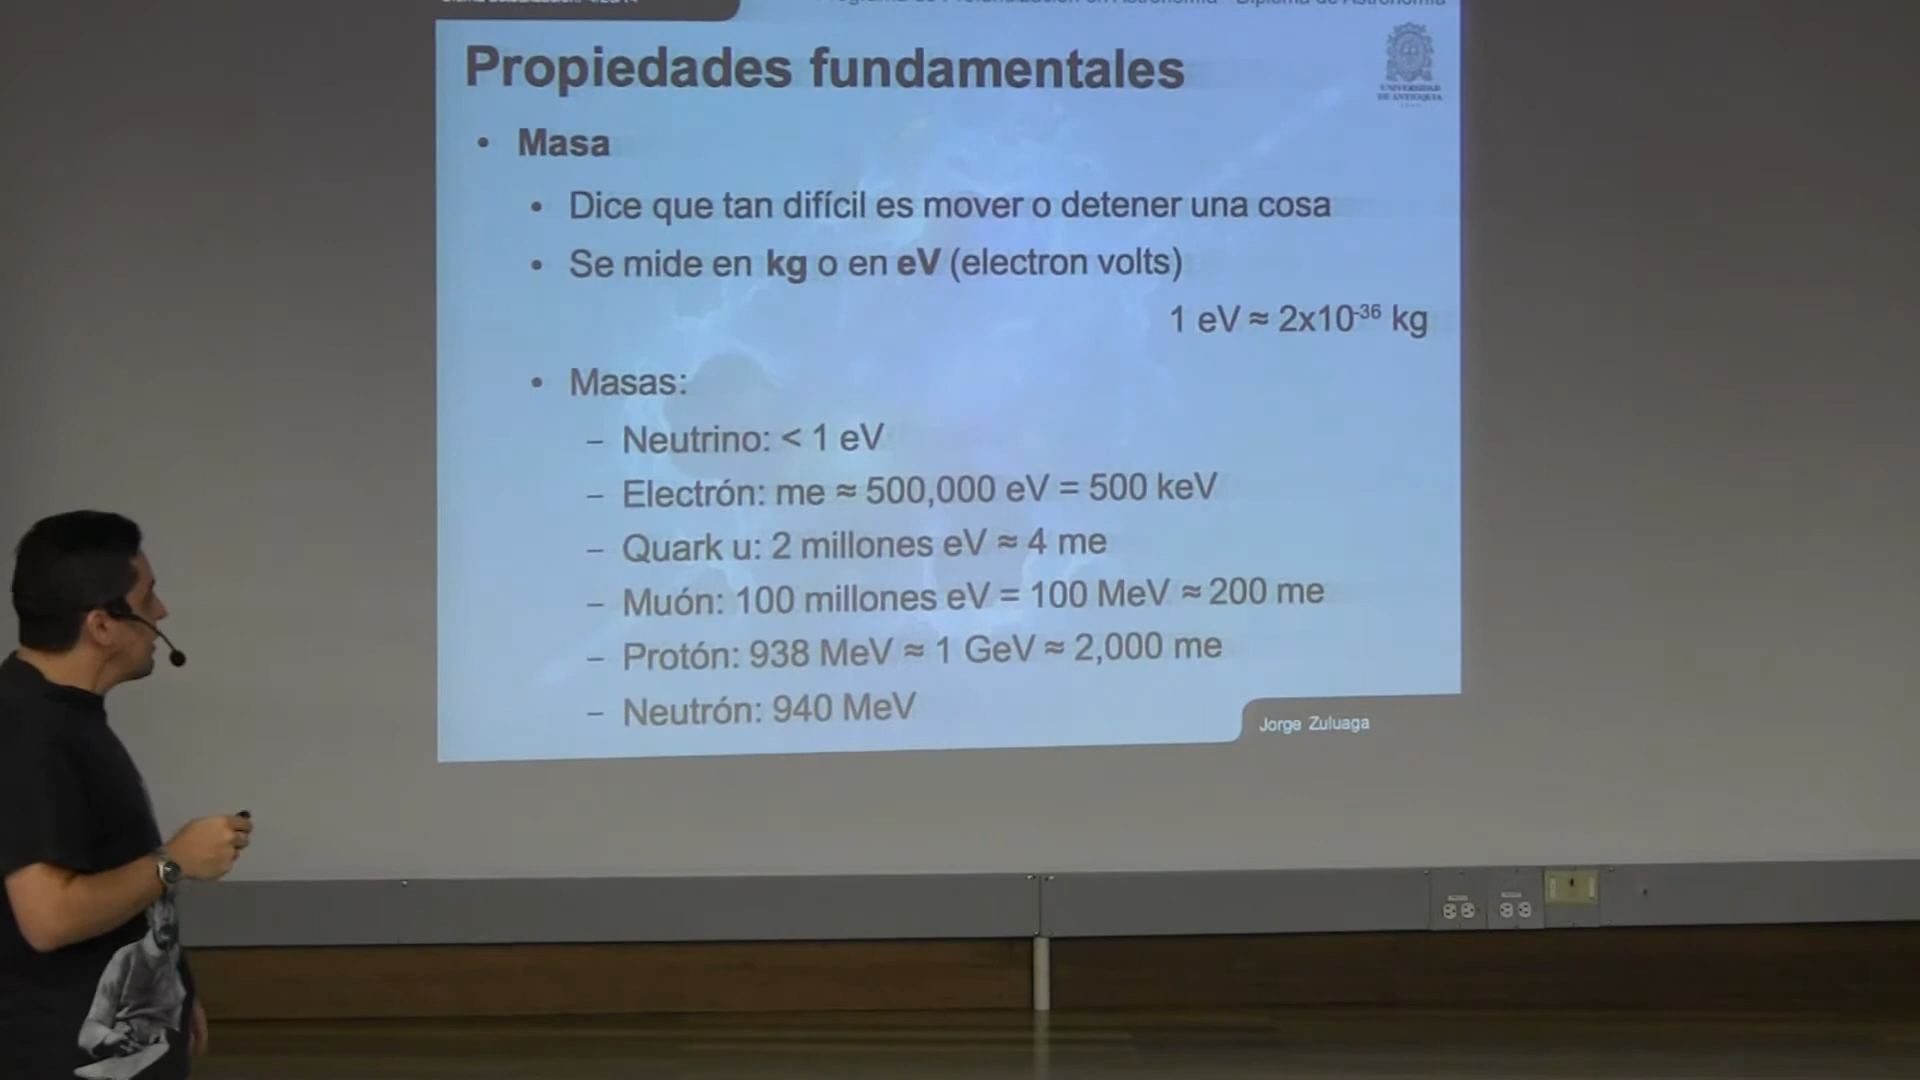 Propiedades fundamentales
UNIVERSIDAD
DE ANTIOQUIA
• Masa
• Dice que tan difícil es mover o detener una cosa
• Se mide en kg o en eV (electron volts)
1 eV ≈ 2x10⁻³⁶ kg
• Masas:
– Neutrino: < 1 eV
– Electrón: me ≈ 500,000 eV = 500 keV
– Quark u: 2 millones eV ≈ 4 me
– Muón: 100 millones eV = 100 MeV ≈ 200 me
– Protón: 938 MeV ≈ 1 GeV ≈ 2,000 me
– Neutrón: 940 MeV
Jorge Zuluaga